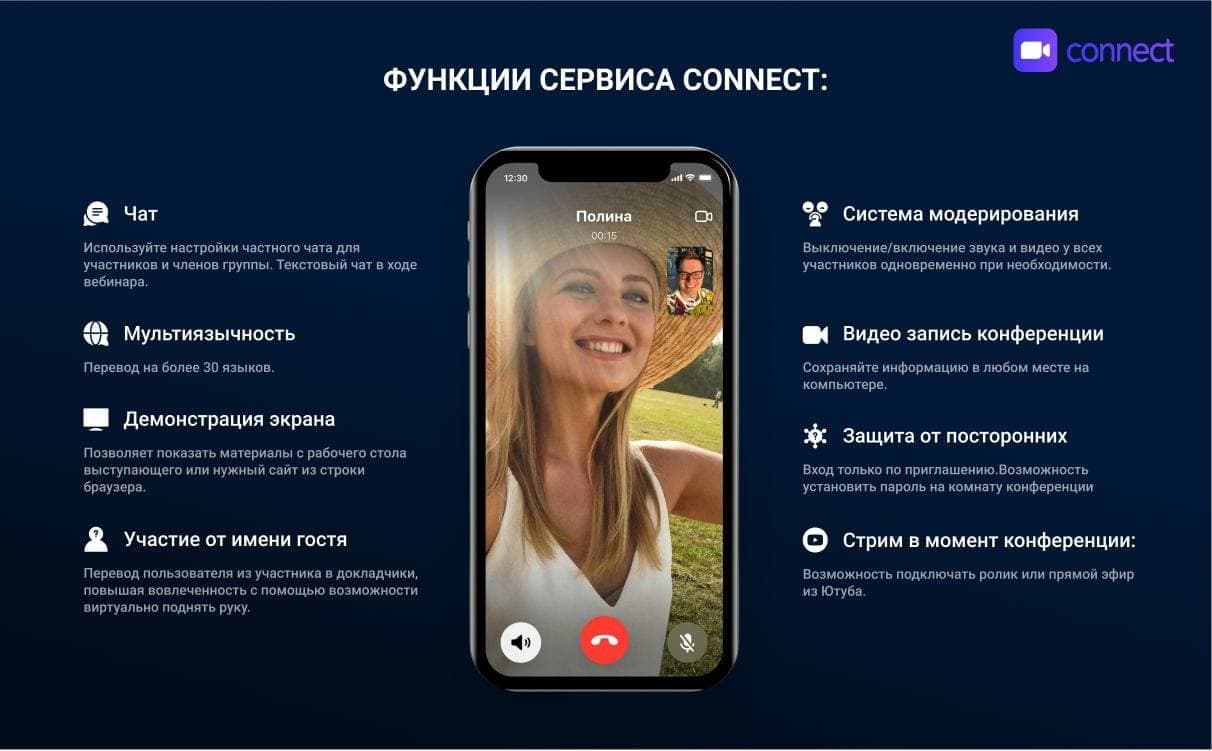 connect
ФУНКЦИИ СЕРВИСА CONNECT:
Чат
Используйте настройки частного чата для
участников и членов группы. Текстовый чат в ходе
вебинара.
Мультиязычность
Перевод на более 30 языков.
Демонстрация экрана
Позволяет показать материалы с рабочего стола
выступающего или нужный сайт из строки
браузера.
Участие от имени гостя
Перевод пользователя из участника в докладчики,
повышая вовлеченность с помощью возможности
виртуально поднять руку.
12:30
Полина
00:15
Система модерирования
Выключение/включение звука и видео у всех
участников одновременно при необходимости.
Видео запись конференции
Сохраняйте информацию в любом месте на
компьютере.
Защита от посторонних
Вход только по приглашению.Возможность
установить пароль на комнату конференции
Стрим в момент конференции:
Возможность подключать ролик или прямой эфир
из Ютуба.